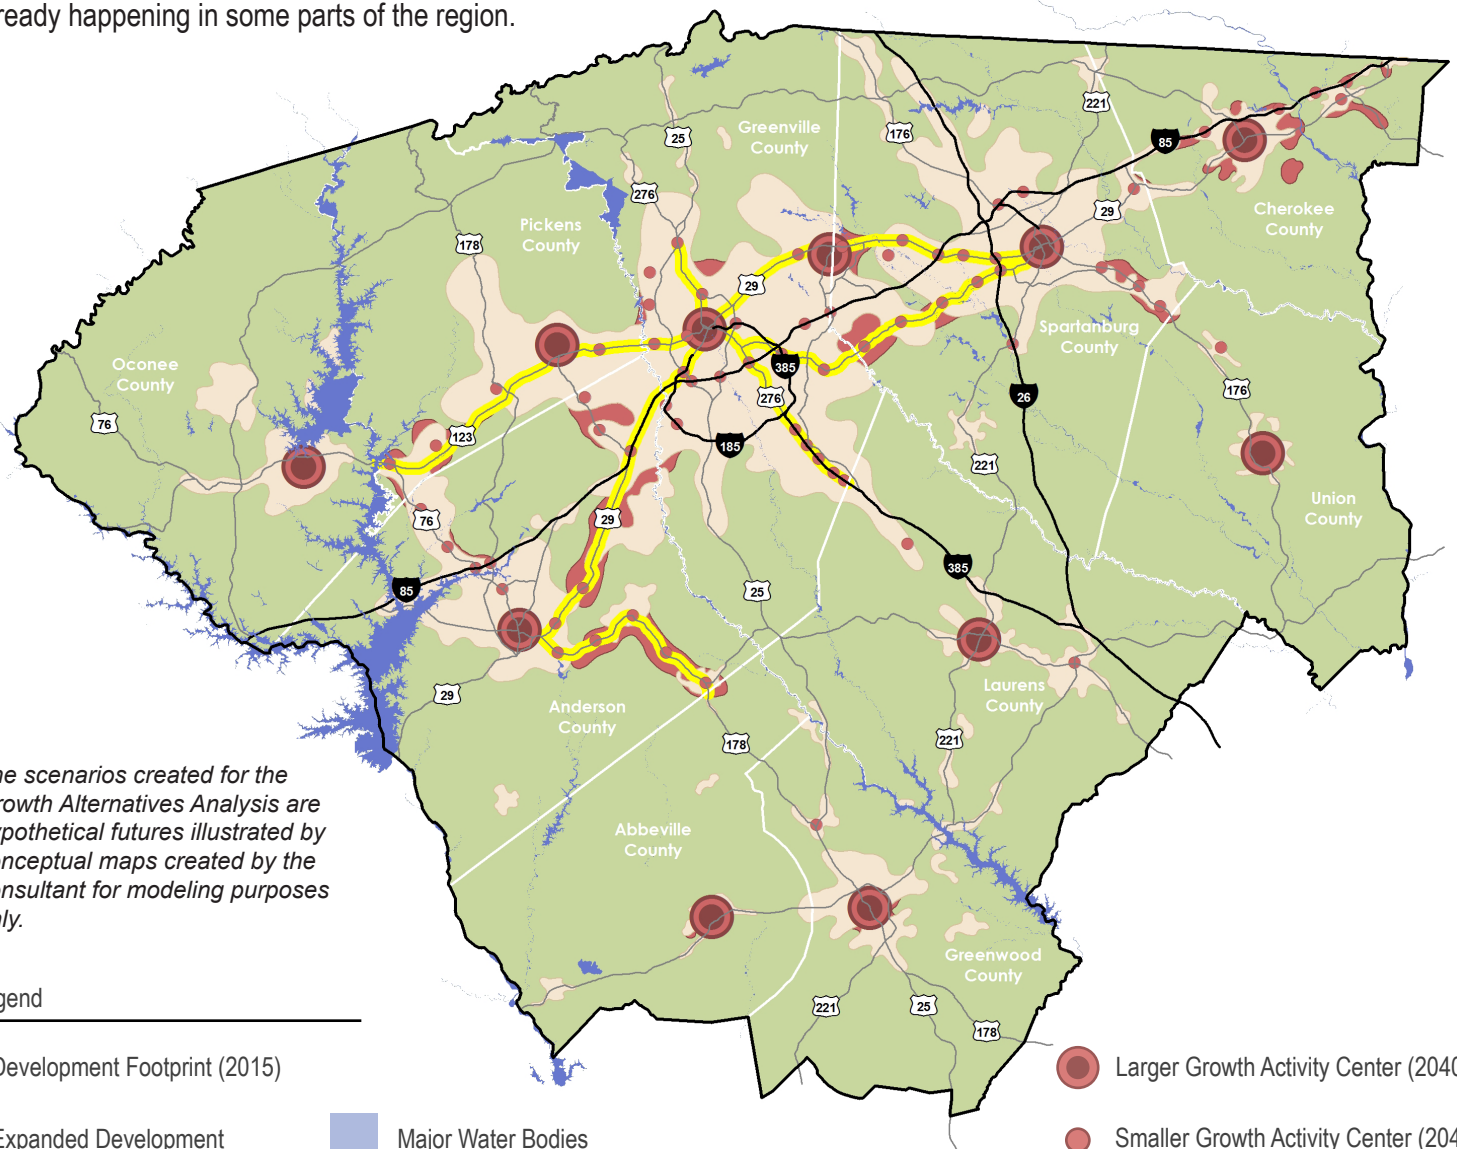 ready happening in some parts of the region.
Greenville
County
221
176
25
85
276
29
Cherokee
County
Pickens
County
178
29
Spartanburg
County
Oconee
County
385
176
276
26
76
123
185
221
Union
County
76
29
385
85
25
Laurens
County
29
Anderson
County
178
221
ne scenarios created for the
rowth Alternatives Analysis are
ypothetical futures illustrated by
onceptual maps created by the
onsultant for modeling purposes
nly.
Abbeville
County
Greenwood
County
gend
221
25
178
Development Footprint (2015)
Larger Growth Activity Center (2040
Expanded Development
Major Water Bodies
Smaller Growth Activity Center (204